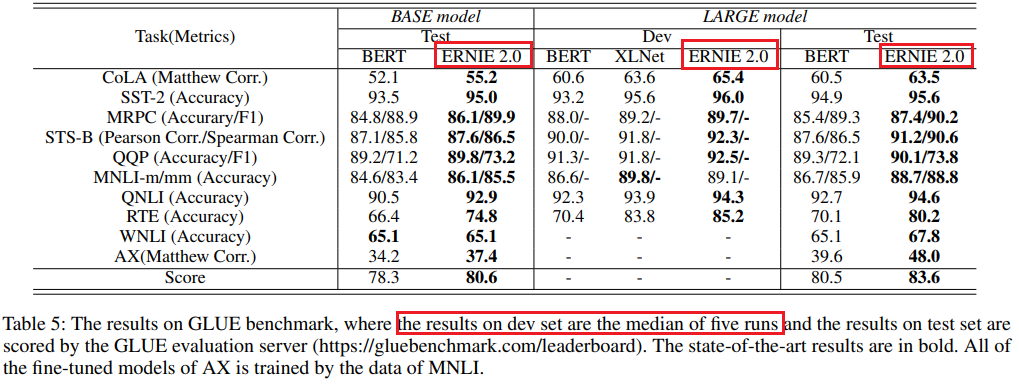 BASE model LARGE model
Task(Metrics) Test Dev Test
BERT ERNIE 2.0 BERT XLNet ERNIE 2.0 BERT ERNIE 2.0
CoLA (Matthew Corr.) 52.1 55.2 60.6 63.6 65.4 60.5 63.5
SST-2 (Accuracy) 93.5 95.0 93.2 95.6 96.0 94.9 95.6
MRPC (Accurary/F1) 84.8/88.9 86.1/89.9 88.0/- 89.2/- 89.7/- 85.4/89.3 87.4/90.2
STS-B (Pearson Corr./Spearman Corr.) 87.1/85.8 87.6/86.5 90.0/- 91.8/- 92.3/- 87.6/86.5 91.2/90.6
QQP (Accuracy/F1) 89.2/71.2 89.8/73.2 91.3/- 91.8/- 92.5/- 89.3/72.1 90.1/73.8
MNLI-m/mm (Accuracy) 84.6/83.4 86.1/85.5 86.6/- 89.8/- 89.1/- 86.7/85.9 88.7/88.8
QNLI (Accuracy) 90.5 92.9 92.3 93.9 94.3 92.7 94.6
RTE (Accuracy) 66.4 74.8 70.4 83.8 85.2 70.1 80.2
WNLI (Accuracy) 65.1 65.1 - - - 65.1 67.8
AX(Matthew Corr.) 34.2 37.4 - - - 39.6 48.0
Score 78.3 80.6 80.5 83.6
Table 5: The results on GLUE benchmark, where the results on dev set are the median of five runs and the results on test set are
scored by the GLUE evaluation server (https://gluebenchmark.com/leaderboard). The state-of-the-art results are in bold. All of
the fine-tuned models of AX is trained by the data of MNLI.